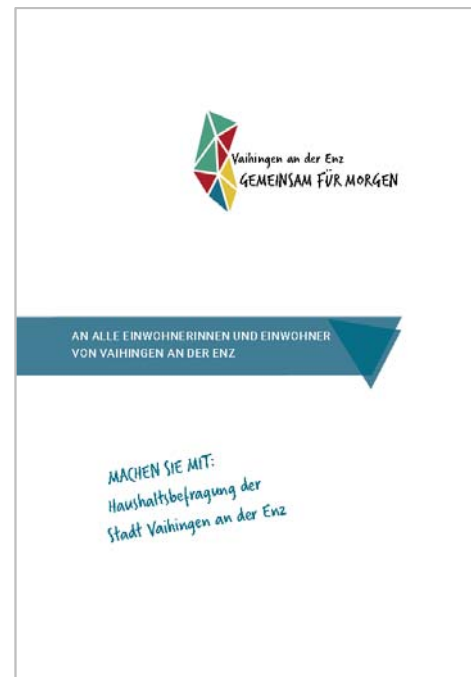 Vaihingen an der Enz
GEMEINSAM FÜR MORGEN
AN ALLE EINWOHNERINNEN UND EINWOHNER
VON VAIHINGEN AN DER ENZ
MACHEN SIE MIT:
Haushaltsbefragung der
Stadt Vaihingen an der Enz